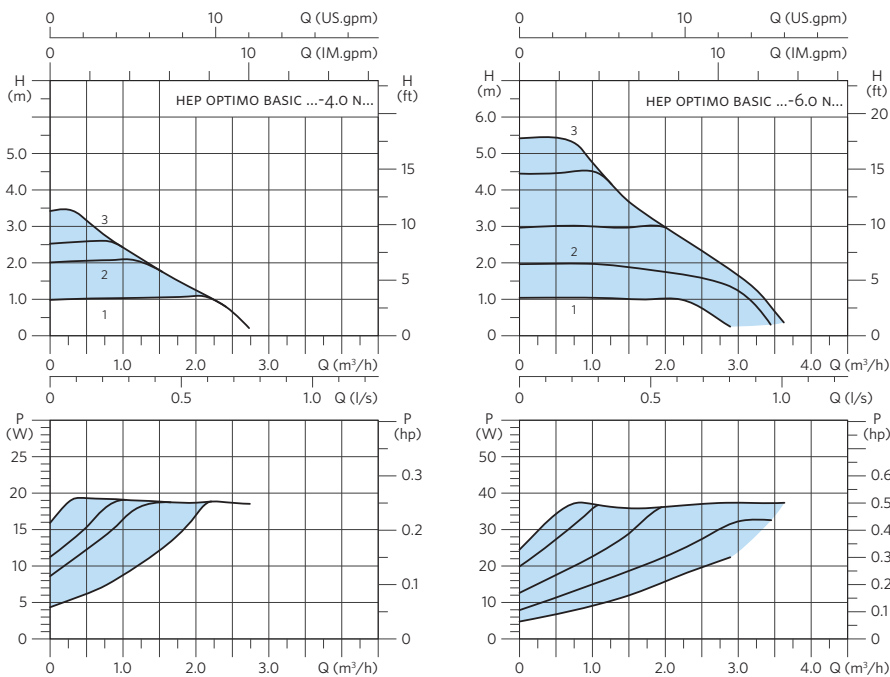 0 10 Q (US.gpm)
0 10 Q (IM.gpm)
H (m)
H (ft)
HEP OPTIMO BASIC ...-4.0 N...
5.0
4.0
3.0
2.0
1.0
0
15
10
5
0
3
2
1
0 1.0 2.0 3.0 Q (m³/h)
0 0.5 1.0 Q (l/s)
P (W)
P (hp)
25
20
15
10
5
0
0.3
0.2
0.1
0
0 1.0 2.0 3.0 Q (m³/h)
0 10 Q (US.gpm)
0 10 Q (IM.gpm)
H (m)
H (ft)
HEP OPTIMO BASIC ...-6.0 N...
6.0
5.0
4.0
3.0
2.0
1.0
0
20
15
10
5
0
3
2
1
0 1.0 2.0 3.0 4.0 Q (m³/h)
0 0.5 1.0 Q (l/s)
P (W)
P (hp)
50
40
30
20
10
0
0.6
0.5
0.4
0.3
0.2
0.1
0
0 1.0 2.0 3.0 4.0 Q (m³/h)